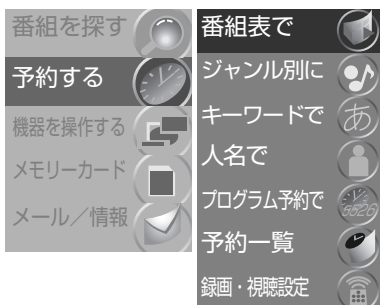 番組を探す
予約する
機器を操作する
メモリーカード
メール／情報
番組表で
ジャンル別に
キーワードで
あ
人名で
プログラム予約で
予約一覧
録画・視聴設定